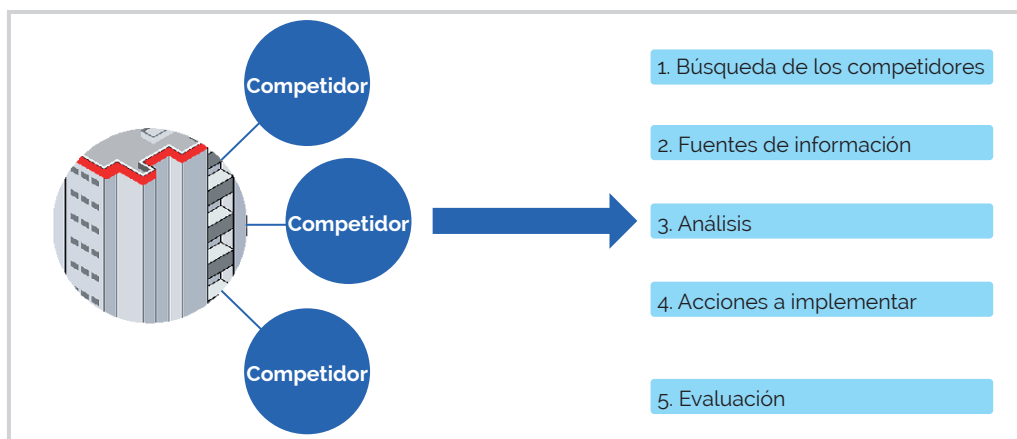 Competidor
Competidor
Competidor
1. Búsqueda de los competidores
2. Fuentes de información
3. Análisis
4. Acciones a implementar
5. Evaluación